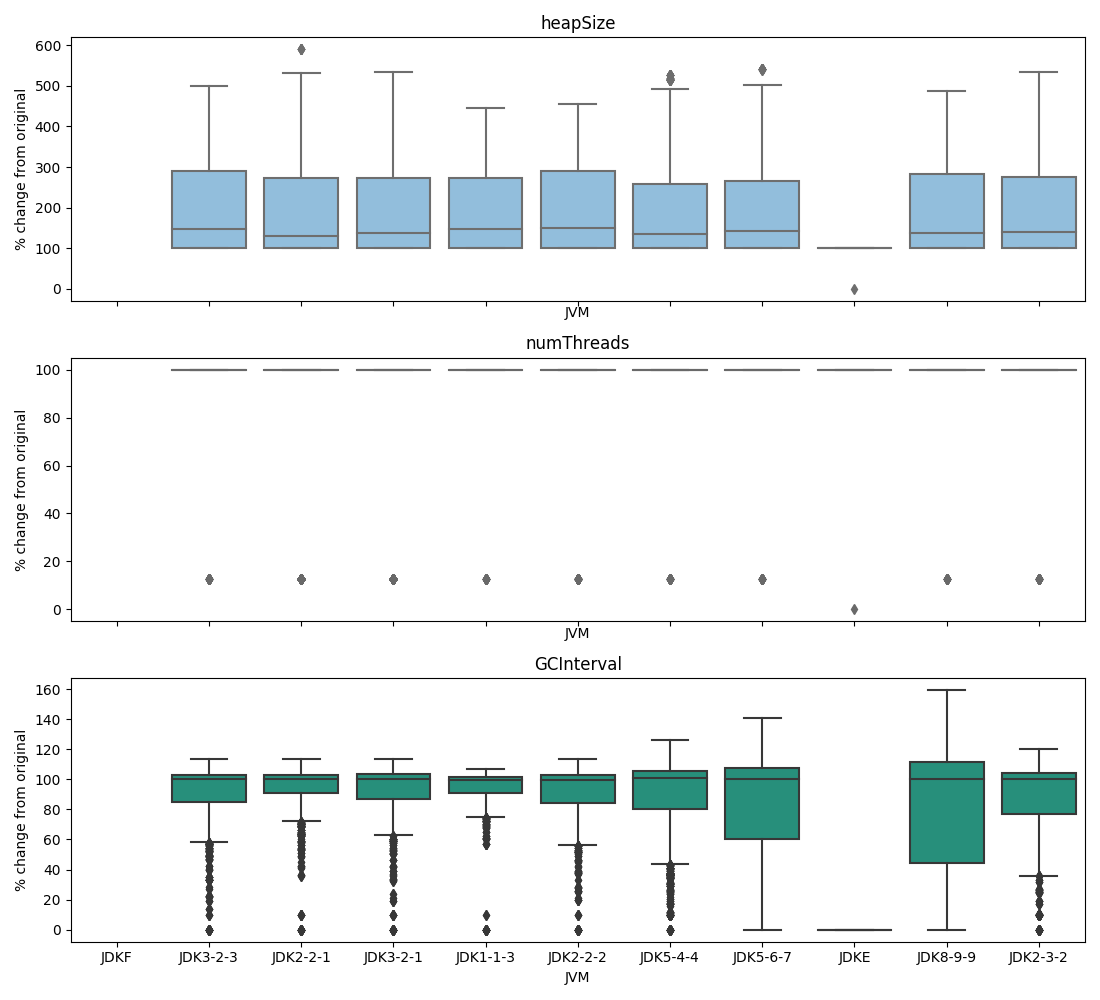 heapSize
% change from original
600
500
400
300
200
100
0
JVM
numThreads
% change from original
100
80
60
40
20
0
JVM
GCInterval
% change from original
160
140
120
100
80
60
40
20
0
JDKF JDK3-2-3 JDK2-2-1 JDK3-2-1 JDK1-1-3 JDK2-2-2 JDK5-4-4 JDK5-6-7 JDKE JDK8-9-9 JDK2-3-2
JVM